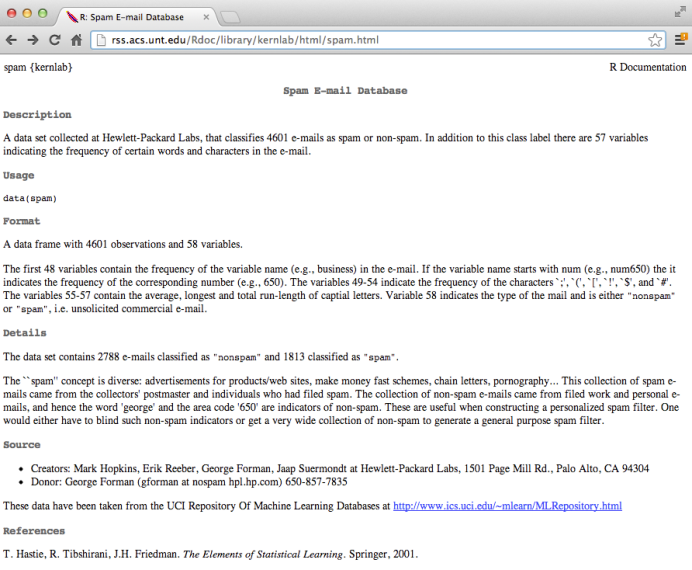 R: Spam E-mail Database
rss.acs.unt.edu/Rdoc/library/kernlab/html/spam.html
spam {kernlab}
R Documentation
Spam E-mail Database
Description
A data set collected at Hewlett-Packard Labs, that classifies 4601 e-mails as spam or non-spam. In addition to this class label there are 57 variables
indicating the frequency of certain words and characters in the e-mail.
Usage
data(spam)
Format
A data frame with 4601 observations and 58 variables.
The first 48 variables contain the frequency of the variable name (e.g., business) in the e-mail. If the variable name starts with num (e.g., num650) the it
indicates the frequency of the corresponding number (e.g., 650). The variables 49-54 indicate the frequency of the characters `;', `(', `[', `!', `$', and `#'.
The variables 55-57 contain the average, longest and total run-length of captial letters. Variable 58 indicates the type of the mail and is either "nonspam"
or "spam", i.e. unsolicited commercial e-mail.
Details
The data set contains 2788 e-mails classified as "nonspam" and 1813 classified as "spam".
The ``spam'' concept is diverse: advertisements for products/web sites, make money fast schemes, chain letters, pornography... This collection of spam e-
mails came from the collectors' postmaster and individuals who had filed spam. The collection of non-spam e-mails came from filed work and personal e-
mails, and hence the word 'george' and the area code '650' are indicators of non-spam. These are useful when constructing a personalized spam filter. One
would either have to blind such non-spam indicators or get a very wide collection of non-spam to generate a general purpose spam filter.
Source
• Creators: Mark Hopkins, Erik Reeber, George Forman, Jaap Suermondt at Hewlett-Packard Labs, 1501 Page Mill Rd., Palo Alto, CA 94304
• Donor: George Forman (gforman at nospam hpl.hp.com) 650-857-7835
These data have been taken from the UCI Repository Of Machine Learning Databases at http://www.ics.uci.edu/~mlearn/MLRepository.html
References
T. Hastie, R. Tibshirani, J.H. Friedman. The Elements of Statistical Learning. Springer, 2001.